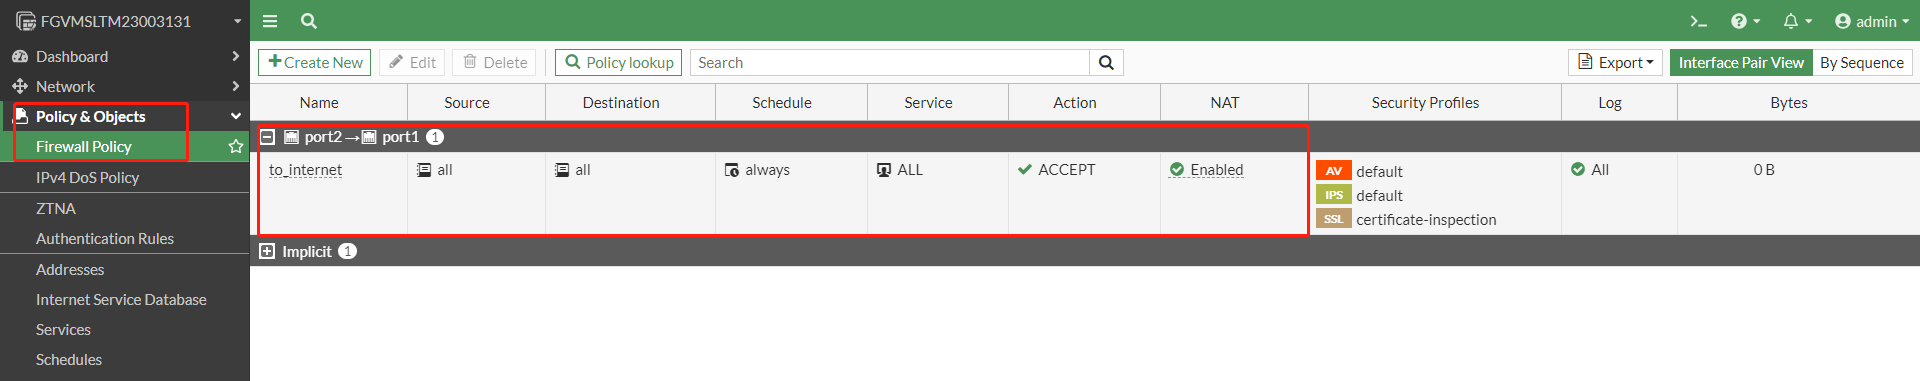 FGVMSLTM23003131
admin
Dashboard
Network
Policy & Objects
Firewall Policy
IPv4 DoS Policy
ZTNA
Authentication Rules
Addresses
Internet Service Database
Services
Schedules
Create New Edit Delete Policy lookup Search Export Interface Pair View By Sequence
Name Source Destination Schedule Service Action NAT Security Profiles Log Bytes
port2→ port1 1
to_internet all all always ALL ACCEPT Enabled AV default All 0 B
IPS default
SSL certificate-inspection
Implicit 1